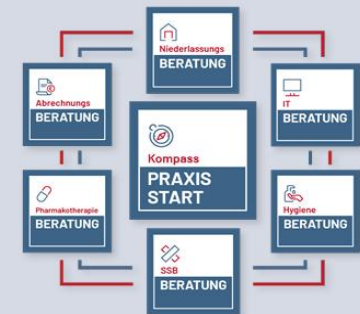 Niederlassungs
BERATUNG
Abrechnungs
BERATUNG
IT
BERATUNG
Kompass
PRAXIS
START
Pharmakotherapie
BERATUNG
Hygiene
BERATUNG
SSB
BERATUNG